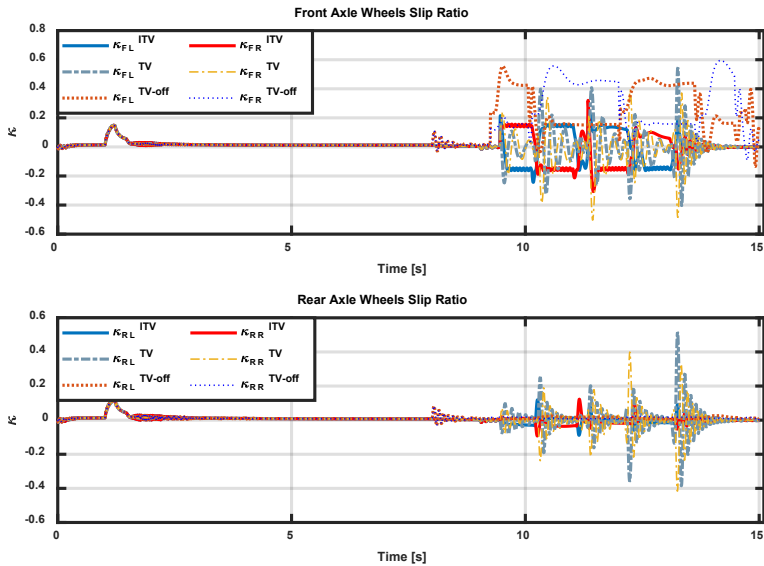 Front Axle Wheels Slip Ratio
0.8
0.6
0.4
0.2
0
-0.2
-0.4
-0.6
κ
κFL ITV
κFR ITV
κFL TV
κFR TV
κFL TV-off
κFR TV-off
0 5 10 15
Time [s]
Rear Axle Wheels Slip Ratio
0.6
0.4
0.2
0
-0.2
-0.4
-0.6
κ
κRL ITV
κRR ITV
κRL TV
κRR TV
κRL TV-off
κRR TV-off
0 5 10 15
Time [s]